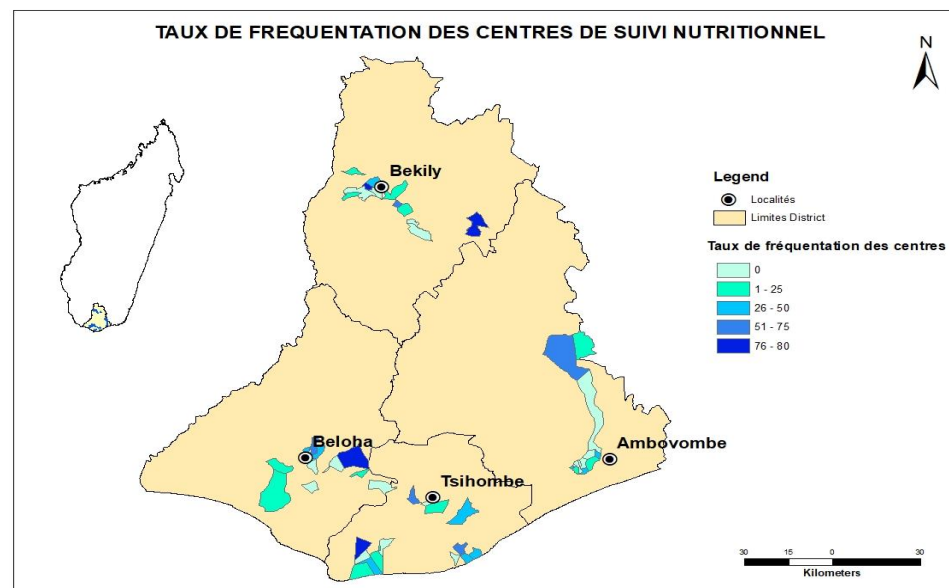 TAUX DE FREQUENTATION DES CENTRES DE SUIVI NUTRITIONNEL
N
Bekily
Legend
Localités
Limites District
Taux de fréquentation des centres
0
1 - 25
26 - 50
51 - 75
76 - 80
Beloha
Ambovombe
Tsihombe
30 15 0 30
Kilometers